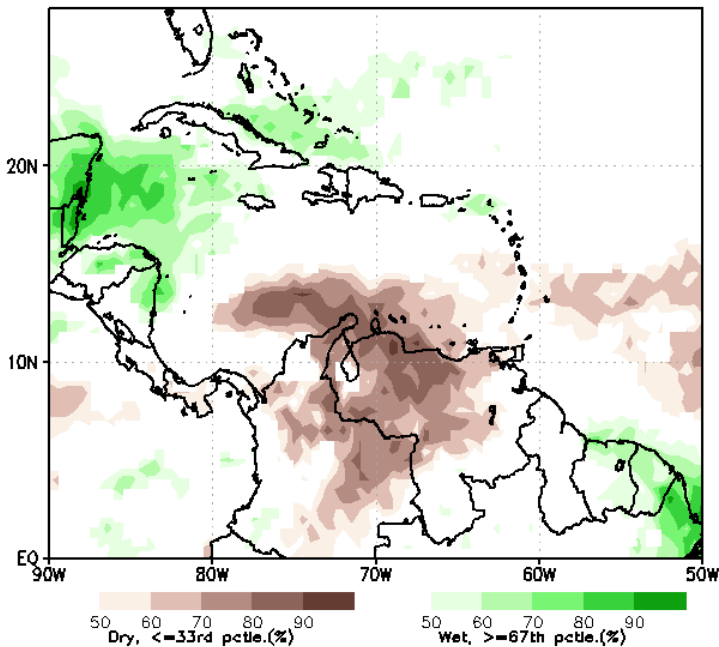 20N
10N
EQ
90W 80W 70W 60W 50W
50 60 70 80 90 50 60 70 80 90
Dry, <=33rd pctle.(%) Wet, >=67th pctle.(%)